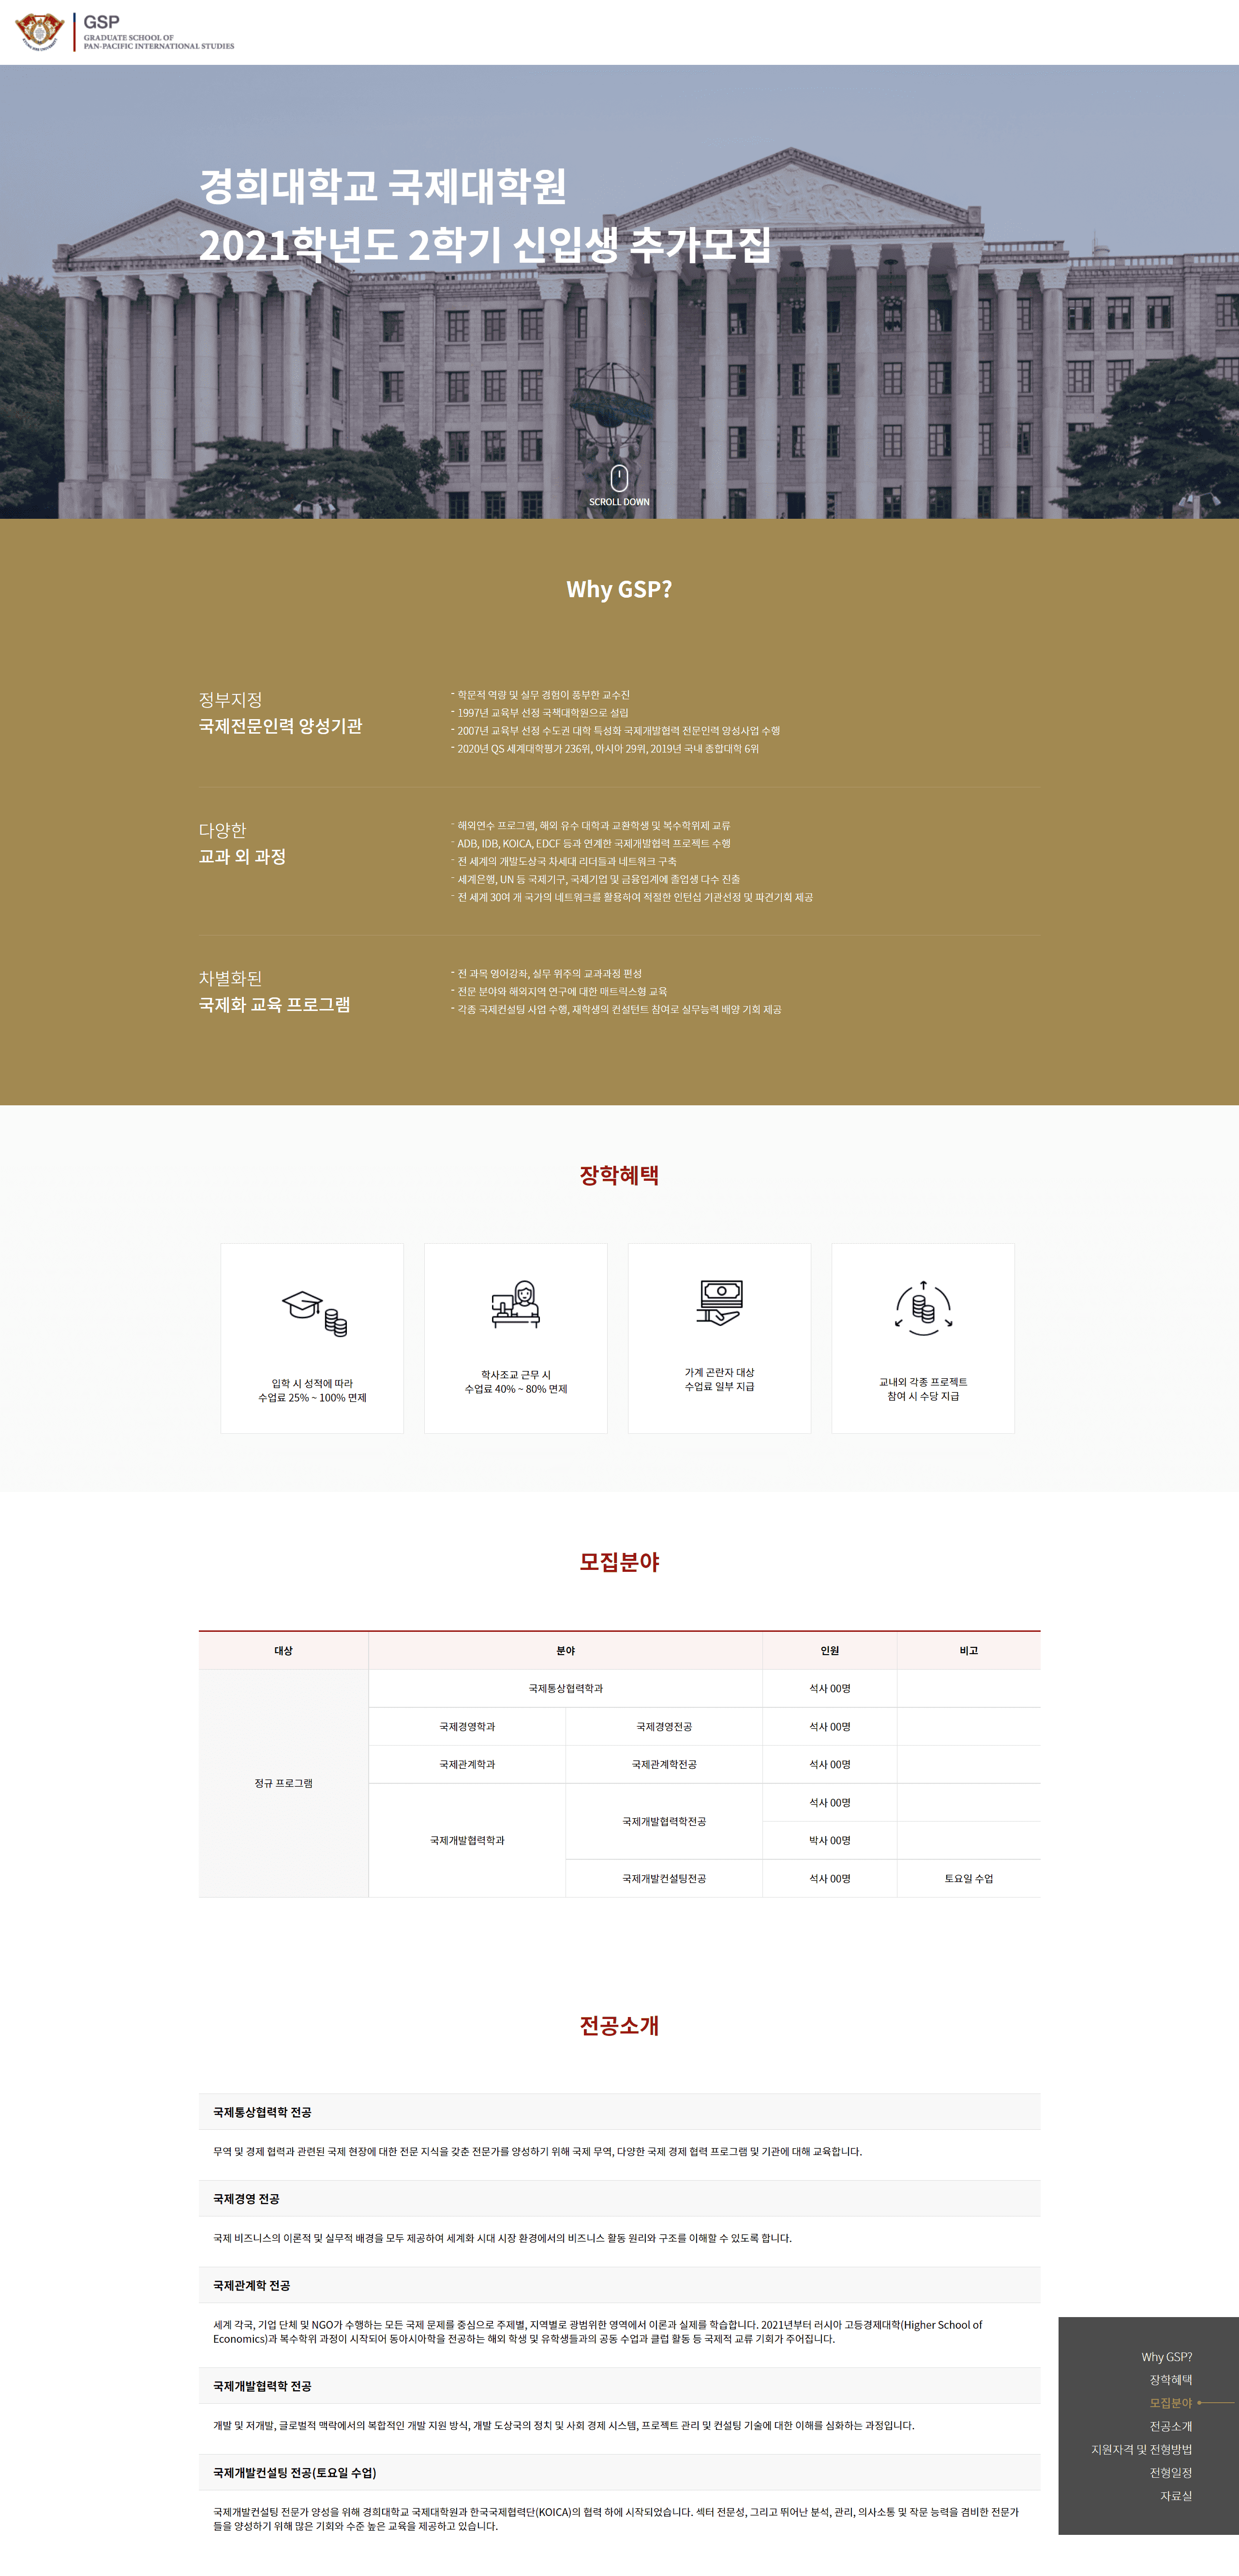 GSP
GRADUATE SCHOOL OF
PAN-PACIFIC INTERNATIONAL STUDIES
경희대학교 국제대학원
2021학년도 2학기 신입생 추가모집
SCROLL DOWN
Why GSP?
정부지정
국제전문인력 양성기관
- 학문적 역량 및 실무 경험이 풍부한 교수진
- 1997년 교육부 선정 국책대학원으로 설립
- 2007년 교육부 선정 수도권 대학 특성화 국제개발협력 전문인력 양성사업 수행
- 2020년 QS 세계대학평가 236위, 아시아 29위, 2019년 국내 종합대학 6위
다양한
교과 외 과정
- 해외연수 프로그램, 해외 유수 대학과 교환학생 및 복수학위제 교류
- ADB, IDB, KOICA, EDCF 등과 연계한 국제개발협력 프로젝트 수행
- 전 세계의 개발도상국 차세대 리더들과 네트워크 구축
- 세계은행, UN 등 국제기구, 국제기업 및 금융업계에 졸업생 다수 진출
- 전 세계 30여 개 국가의 네트워크를 활용하여 적절한 인턴십 기관선정 및 파견기회 제공
차별화된
국제화 교육 프로그램
- 전 과목 영어강좌, 실무 위주의 교과과정 편성
- 전문 분야와 해외지역 연구에 대한 매트릭스형 교육
- 각종 국제컨설팅 사업 수행, 재학생의 컨설턴트 참여로 실무능력 배양 기회 제공
장학혜택
입학 시 성적에 따라
수업료 25% ~ 100% 면제
학사조교 근무 시
수업료 40% ~ 80% 면제
가계 곤란자 대상
수업료 일부 지급
교내외 각종 프로젝트
참여 시 수당 지급
모집분야
대상 분야 인원 비고
정규 프로그램
국제통상협력학과 석사 00명
국제경영학과 국제경영전공 석사 00명
국제관계학과 국제관계학전공 석사 00명
국제개발협력학과 국제개발협력학전공 석사 00명
박사 00명
국제개발컨설팅전공 석사 00명 토요일 수업
전공소개
국제통상협력학 전공
무역 및 경제 협력과 관련된 국제 현장에 대한 전문 지식을 갖춘 전문가를 양성하기 위해 국제 무역, 다양한 국제 경제 협력 프로그램 및 기관에 대해 교육합니다.
국제경영 전공
국제 비즈니스의 이론적 및 실무적 배경을 모두 제공하여 세계화 시대 시장 환경에서의 비즈니스 활동 원리와 구조를 이해할 수 있도록 합니다.
국제관계학 전공
세계 각국, 기업 단체 및 NGO가 수행하는 모든 국제 문제를 중심으로 주제별, 지역별로 광범위한 영역에서 이론과 실제를 학습합니다. 2021년부터 러시아 고등경제대학(Higher School of
Economics)과 복수학위 과정이 시작되어 동아시아학을 전공하는 해외 학생 및 유학생들과의 공동 수업과 클럽 활동 등 국제적 교류 기회가 주어집니다.
국제개발협력학 전공
개발 및 저개발, 글로벌적 맥락에서의 복합적인 개발 지원 방식, 개발 도상국의 정치 및 사회 경제 시스템, 프로젝트 관리 및 컨설팅 기술에 대한 이해를 심화하는 과정입니다.
국제개발컨설팅 전공(토요일 수업)
국제개발컨설팅 전문가 양성을 위해 경희대학교 국제대학원과 한국국제협력단(KOICA)의 협력 하에 시작되었습니다. 섹터 전문성, 그리고 뛰어난 분석, 관리, 의사소통 및 작문 능력을 겸비한 전문가
들을 양성하기 위해 많은 기회와 수준 높은 교육을 제공하고 있습니다.
Why GSP?
장학혜택
모집분야
전공소개
지원자격 및 전형방법
전형일정
자료실